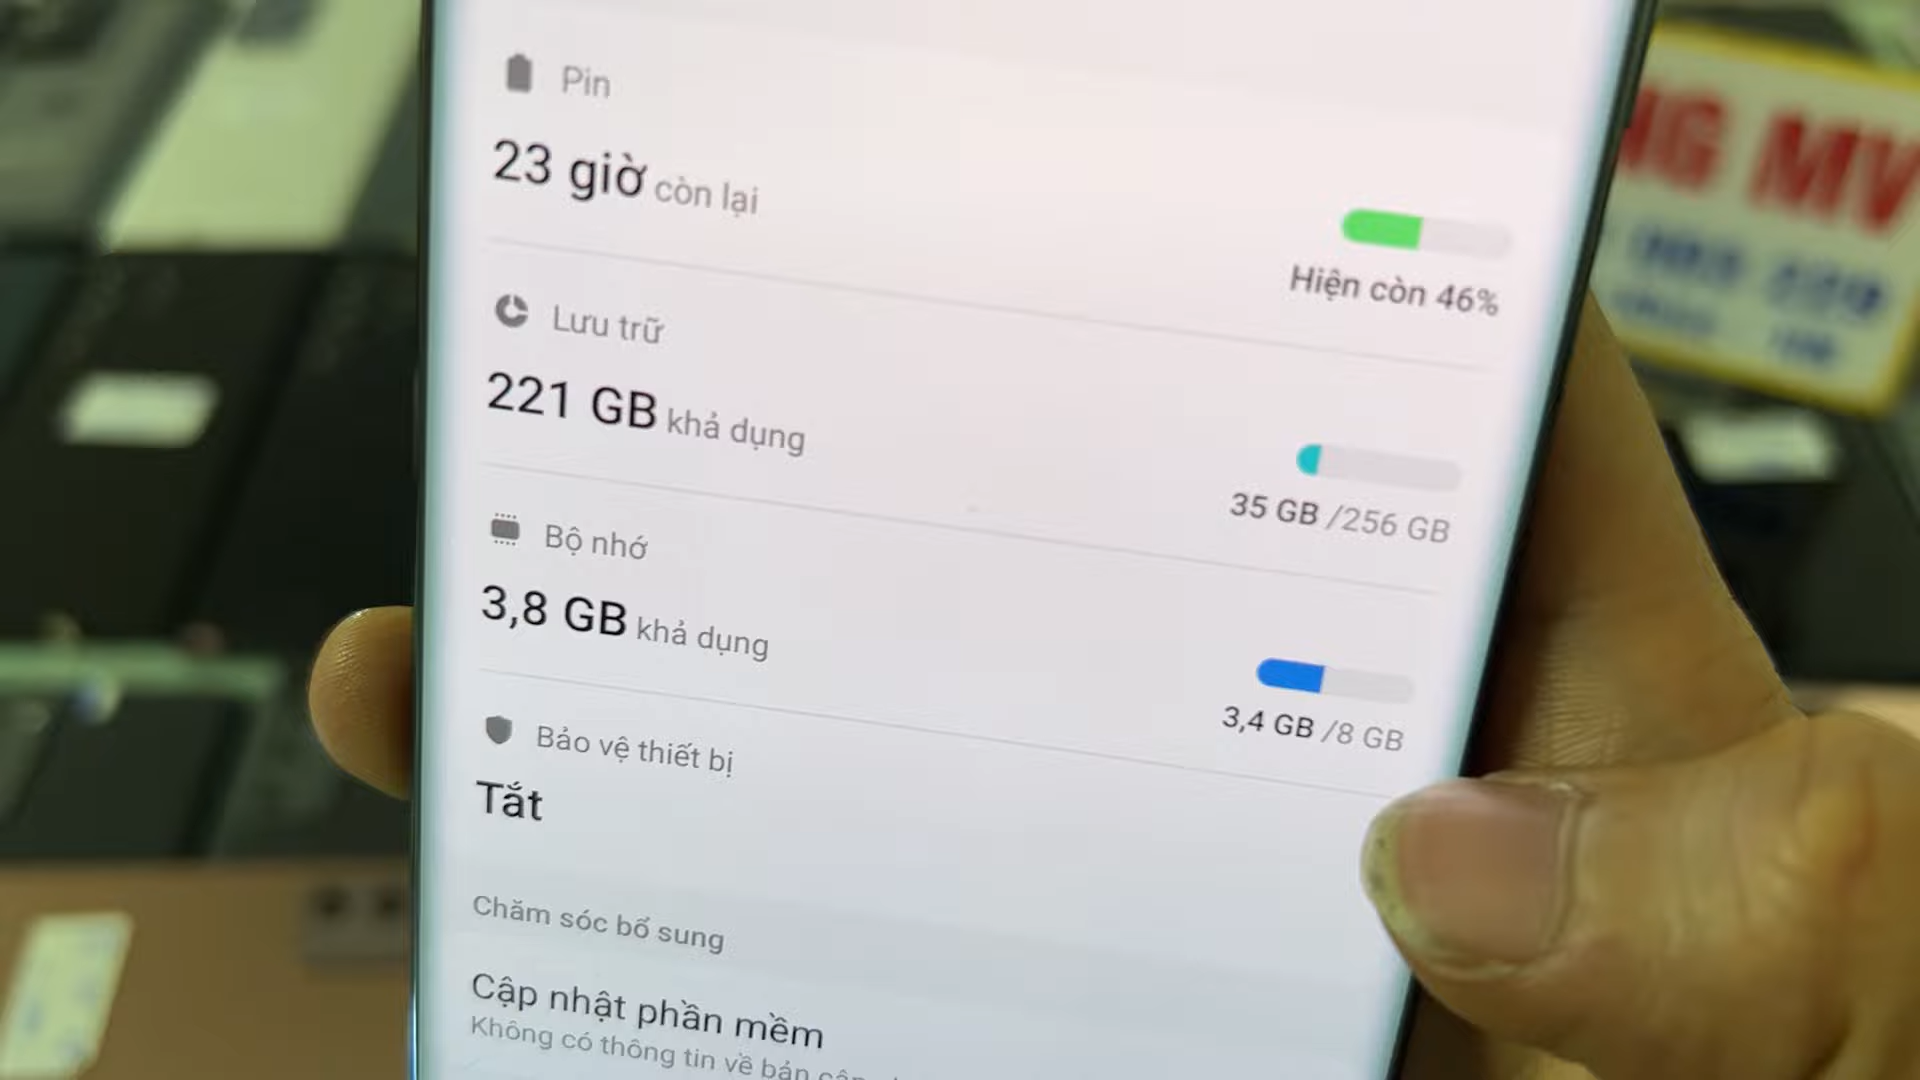 Pin
23 giờ còn lại
Hiện còn 46%
Lưu trữ
221 GB khả dụng
35 GB /256 GB
Bộ nhớ
3,8 GB khả dụng
3,4 GB /8 GB
Bảo vệ thiết bị
Tắt
Chăm sóc bổ sung
Cập nhật phần mềm
Không có thông tin về bản
NG MV